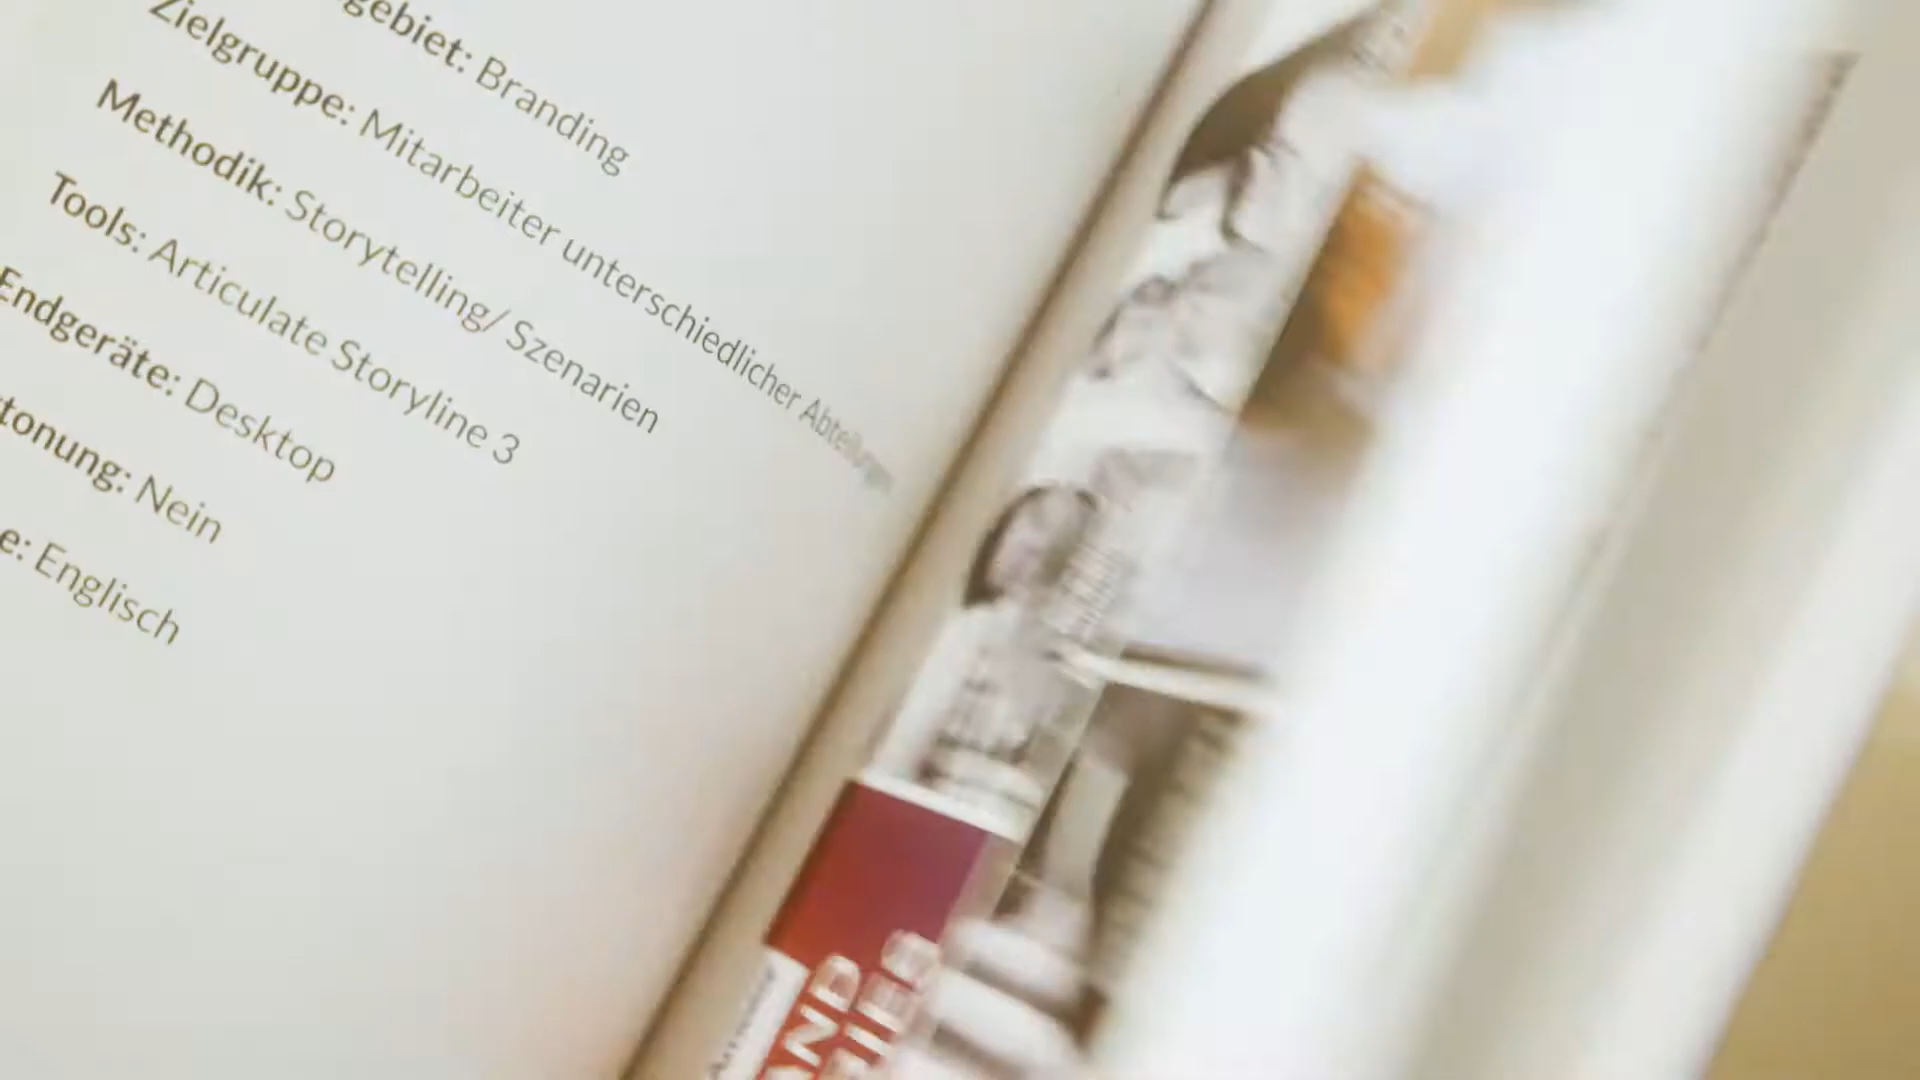 gebiet: Branding
Zielgruppe: Mitarbeiter unterschiedlicher Abteilungen
Methodik: Storytelling/ Szenarien
Tools: Articulate Storyline 3
Endgeräte: Desktop
tonung: Nein
e: Englisch